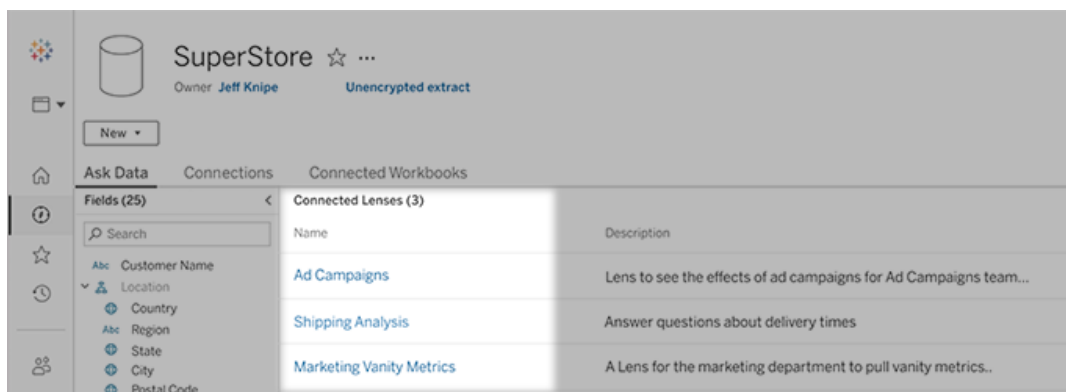 SuperStore ☆ ···
Owner Jeff Knipe Unencrypted extract
New
Ask Data Connections Connected Workbooks
Fields (25) <
Search
Abc Customer Name
Location
Country
Abc Region
State
City
Postal Code
Connected Lenses (3)
Name Description
Ad Campaigns Lens to see the effects of ad campaigns for Ad Campaigns team...
Shipping Analysis Answer questions about delivery times
Marketing Vanity Metrics A Lens for the marketing department to pull vanity metrics..